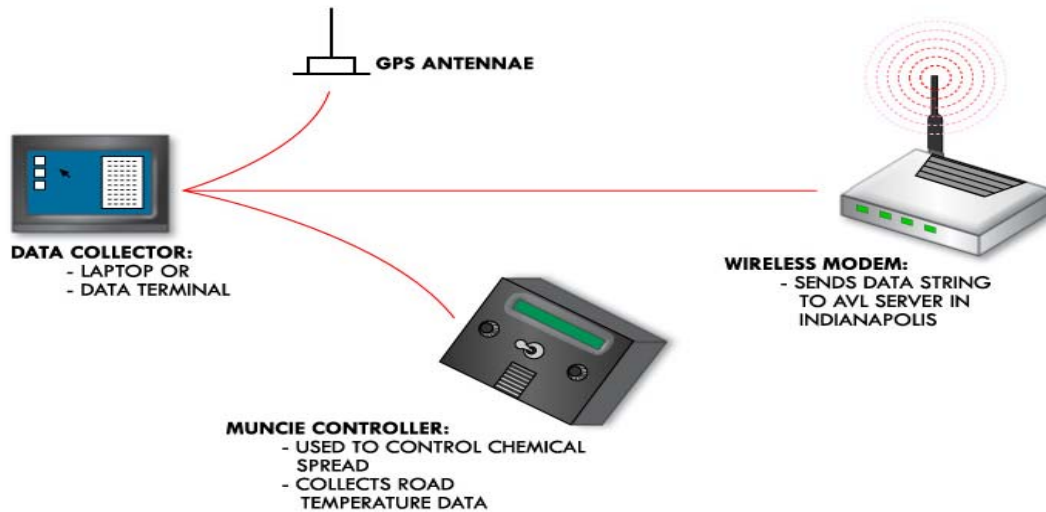 GPS ANTENNAE
DATA COLLECTOR:
- LAPTOP OR
- DATA TERMINAL
WIRELESS MODEM:
- SENDS DATA STRING
TO AVL SERVER IN
INDIANAPOLIS
MUNCIE CONTROLLER:
- USED TO CONTROL CHEMICAL
SPREAD
- COLLECTS ROAD
TEMPERATURE DATA